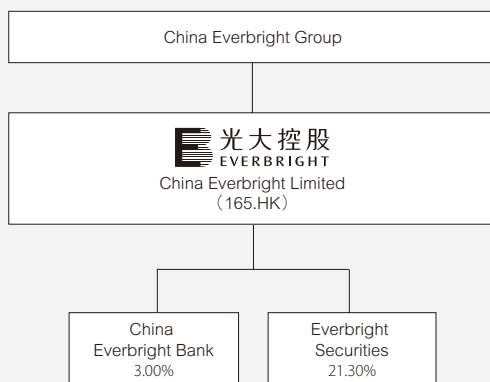 China Everbright Group
光大控股
EVERBRIGHT
China Everbright Limited
（165.HK）
China
Everbright Bank
3.00%
Everbright
Securities
21.30%